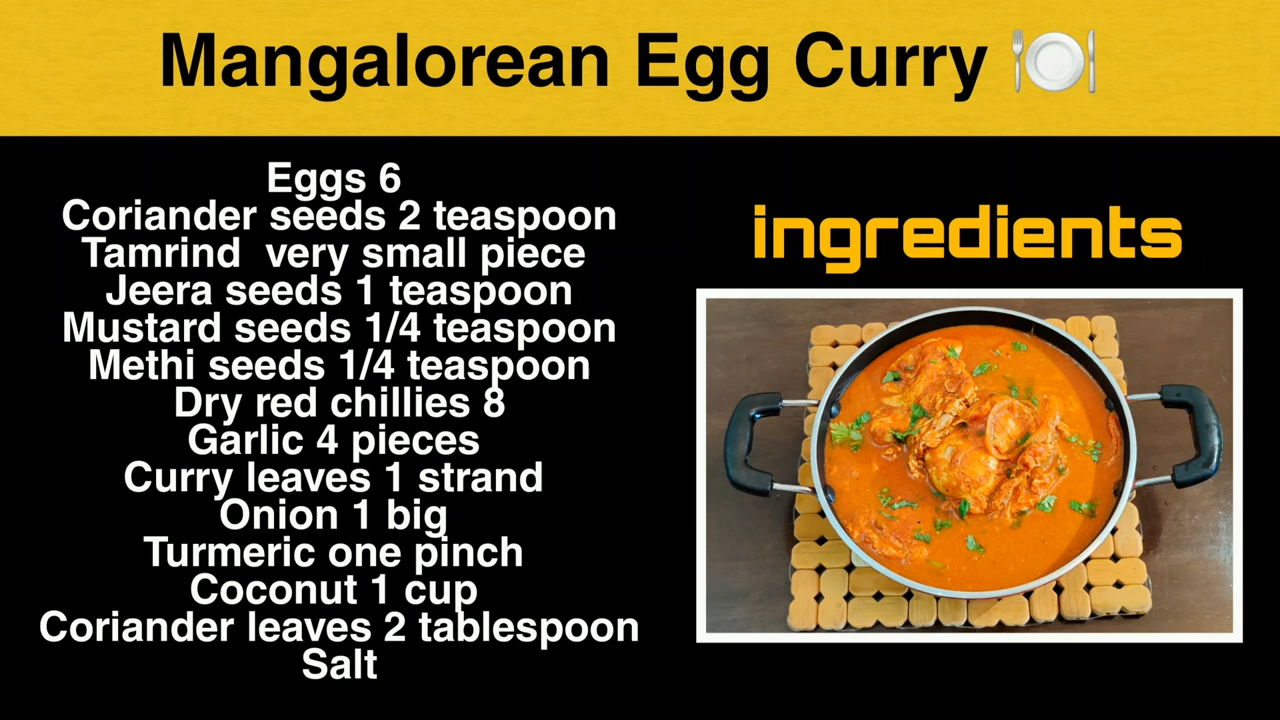 Mangalorean Egg Curry 🍽️
Eggs 6
Coriander seeds 2 teaspoon
Tamrind  very small piece
Jeera seeds 1 teaspoon
Mustard seeds 1/4 teaspoon
Methi seeds 1/4 teaspoon
Dry red chillies 8
Garlic 4 pieces
Curry leaves 1 strand
Onion 1 big
Turmeric one pinch
Coconut 1 cup
Coriander leaves 2 tablespoon
Salt
ingredients